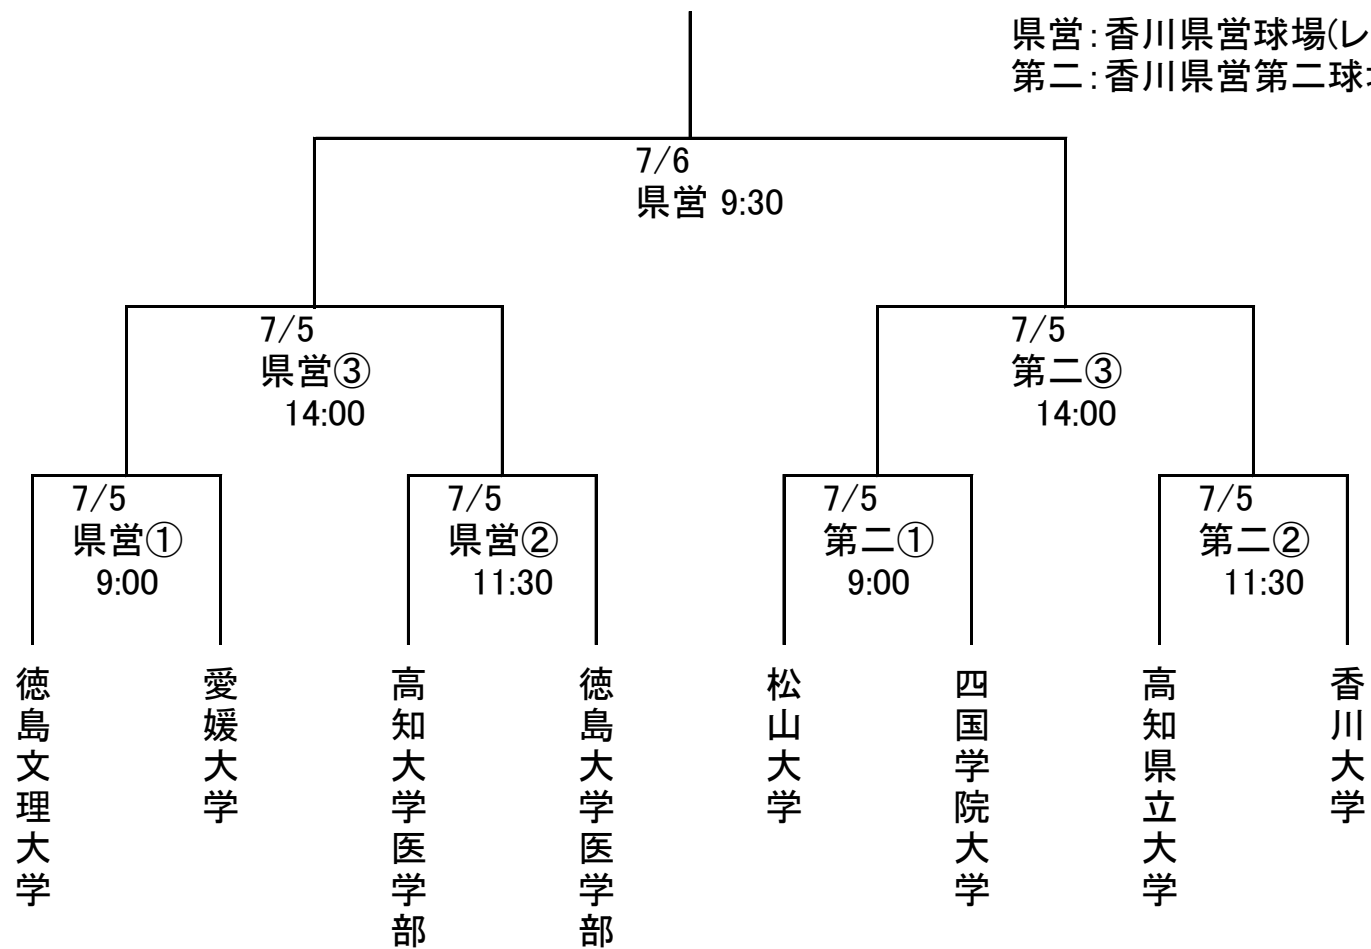 県営：香川県営球場(レ
第二：香川県営第二球
7/6
県営 9:30
7/5
県営③
14:00
7/5
第二③
14:00
7/5
県営①
9:00
7/5
県営②
11:30
7/5
第二①
9:00
7/5
第二②
11:30
徳島文理大学
愛媛大学
高知大学医学部
徳島大学医学部
松山大学
四国学院大学
高知県立大学
香川大学